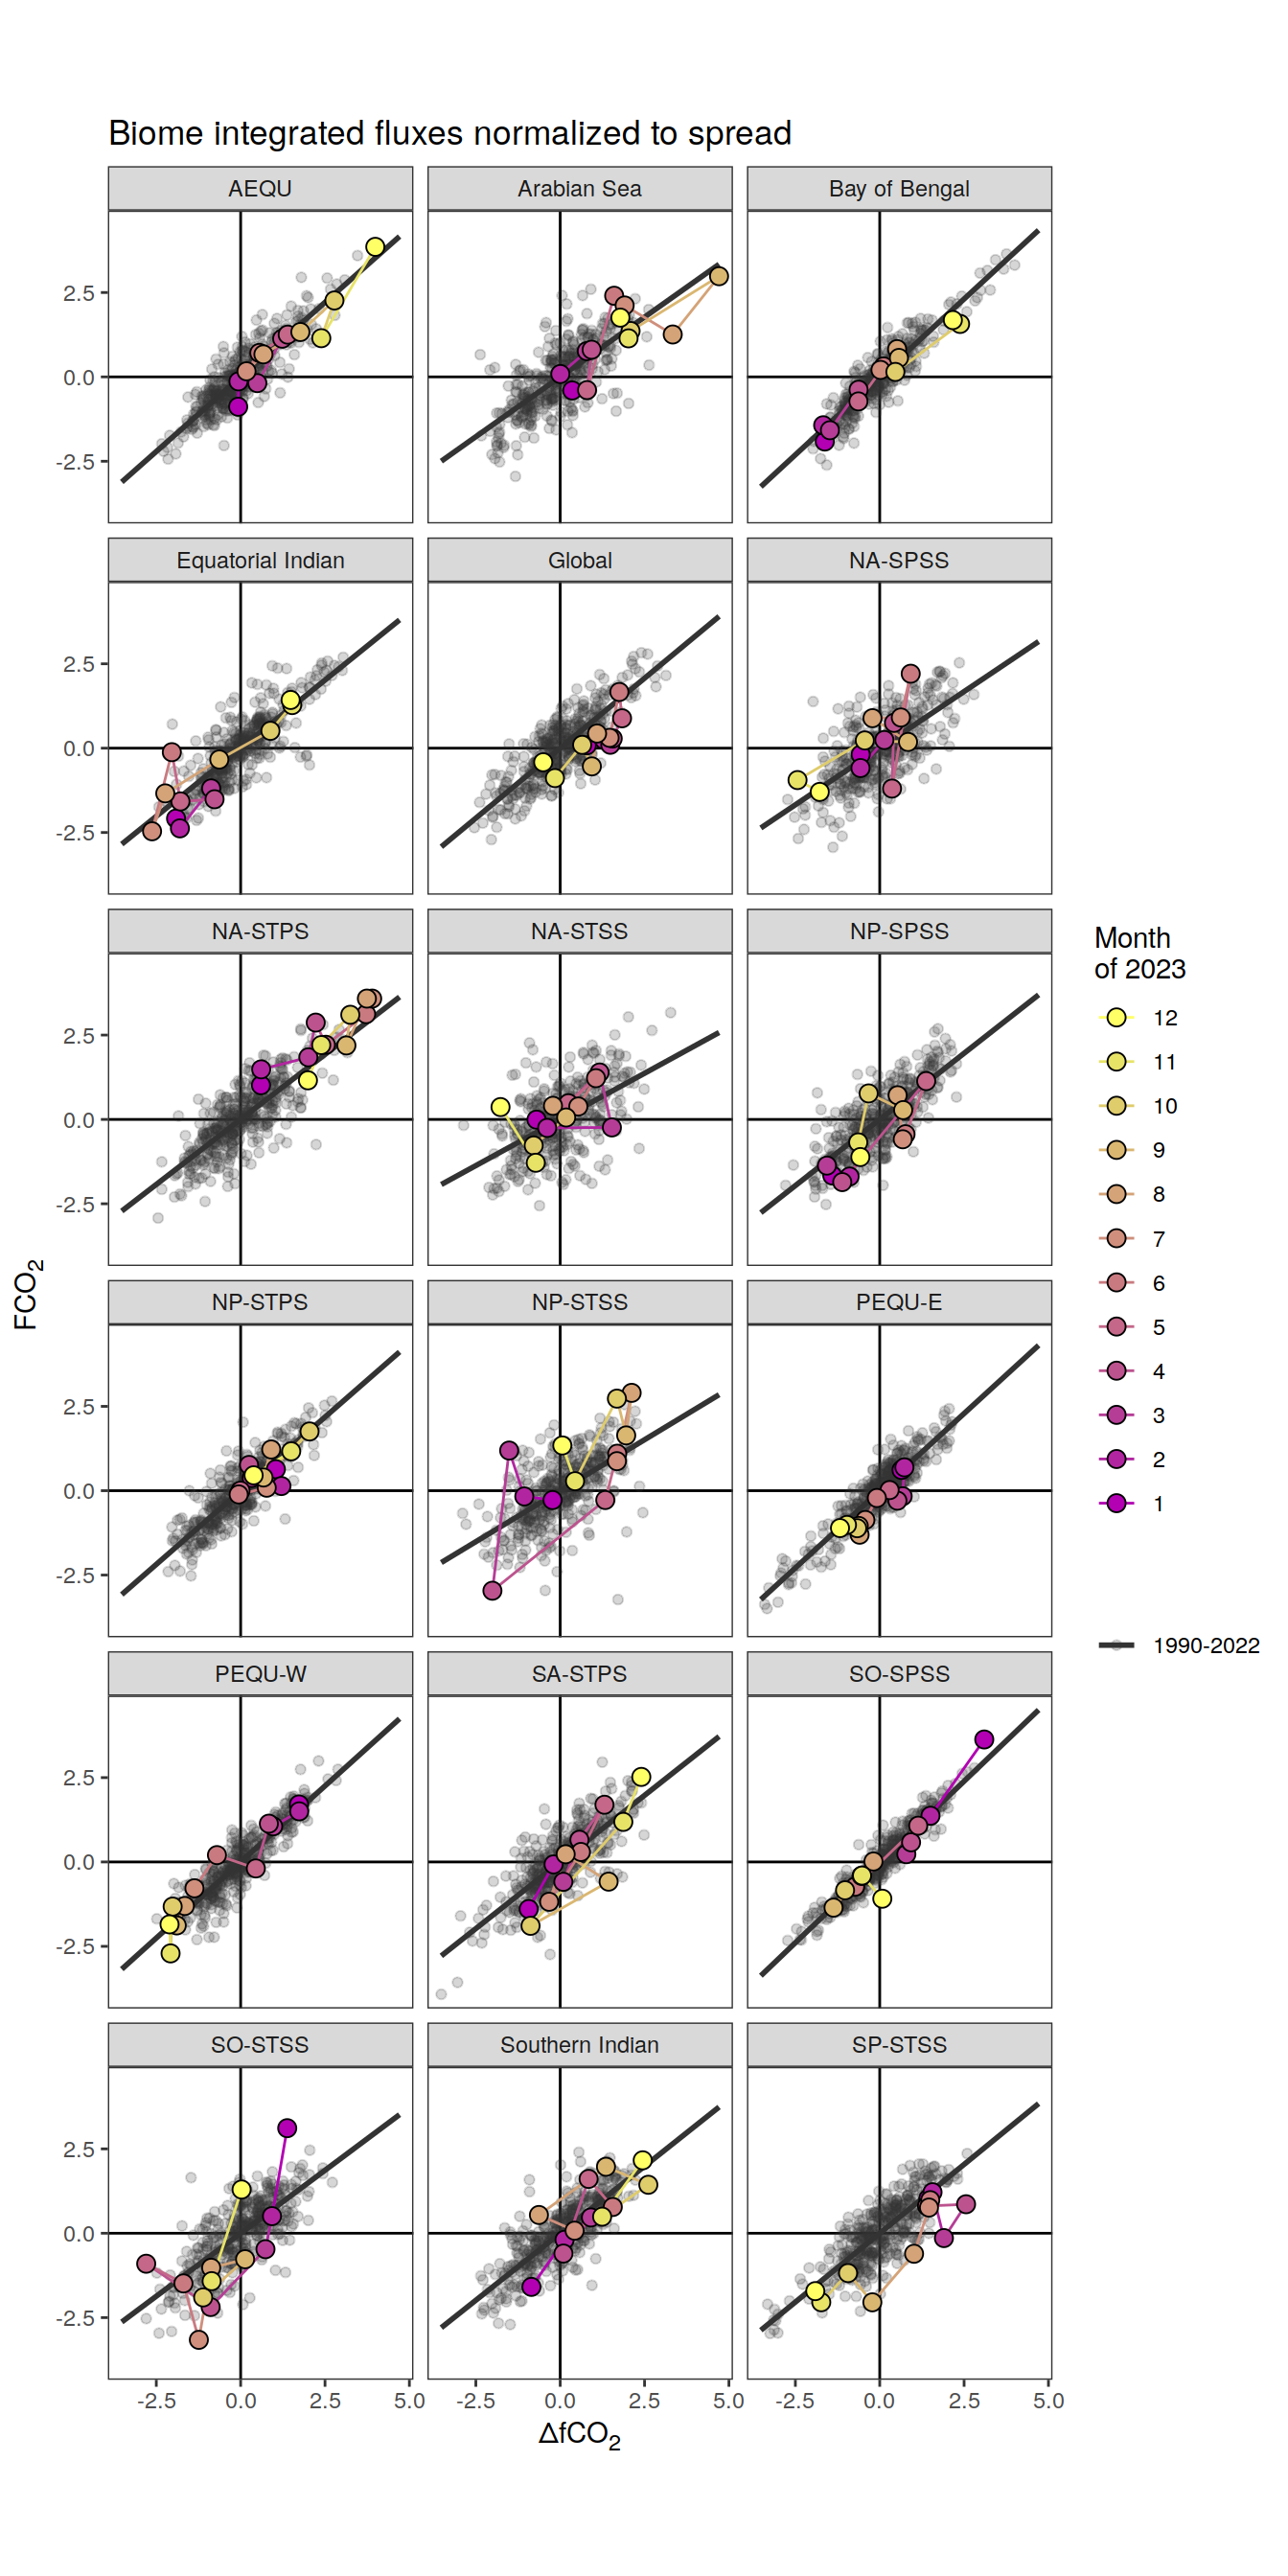 Biome integrated fluxes normalized to spread
AEQU
Arabian Sea
Bay of Bengal
2.5
0.0
-2.5
Equatorial Indian
Global
NA-SPSS
2.5
0.0
-2.5
NA-STPS
NA-STSS
NP-SPSS
2.5
0.0
-2.5
NP-STPS
NP-STSS
PEQU-E
2.5
0.0
-2.5
PEQU-W
SA-STPS
SO-SPSS
2.5
0.0
-2.5
SO-STSS
Southern Indian
SP-STSS
2.5
0.0
-2.5
-2.5 0.0 2.5 5.0
-2.5 0.0 2.5 5.0
-2.5 0.0 2.5 5.0
ΔfCO₂
FCO₂
Month
of 2023
12
11
10
9
8
7
6
5
4
3
2
1
1990-2022